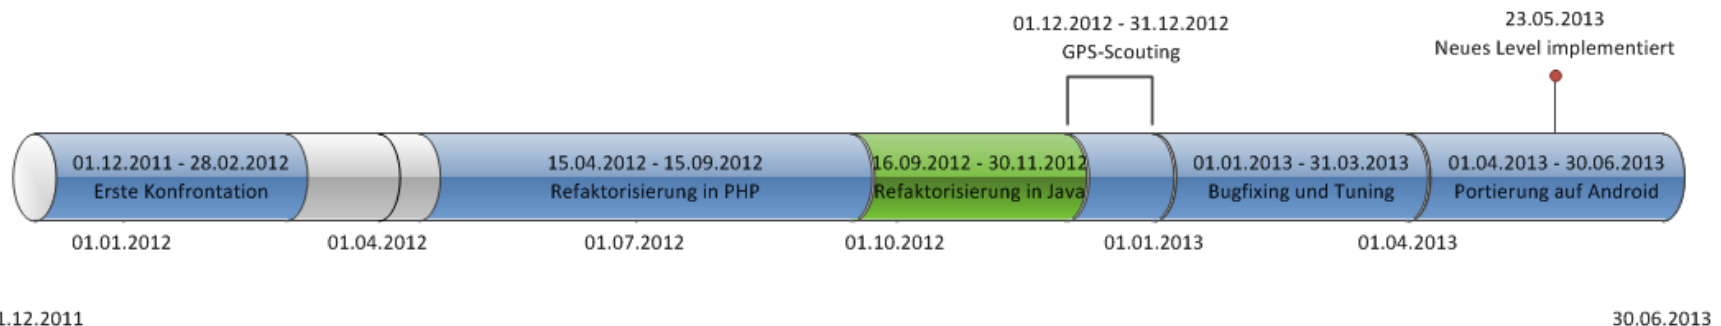 01.12.2012 - 31.12.2012
GPS-Scouting
23.05.2013
Neues Level implementiert
01.12.2011 - 28.02.2012
Erste Konfrontation
15.04.2012 - 15.09.2012
Refaktorisierung in PHP
16.09.2012 - 30.11.2012
Refaktorisierung in Java
01.01.2013 - 31.03.2013
Bugfixing und Tuning
01.04.2013 - 30.06.2013
Portierung auf Android
01.01.2012
01.04.2012
01.07.2012
01.10.2012
01.01.2013
01.04.2013
1.12.2011
30.06.2013